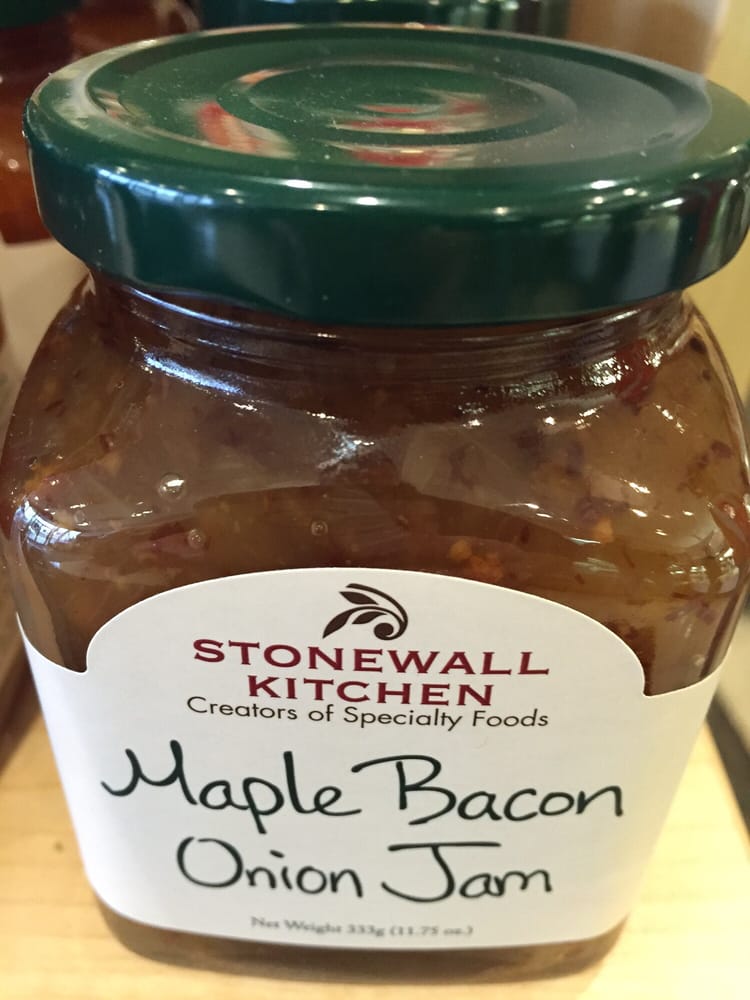 STONEWALL
KITCHEN
Creators of Specialty Foods
Maple Bacon
Onion Jam
Net Weight 333g (11.75 oz.)